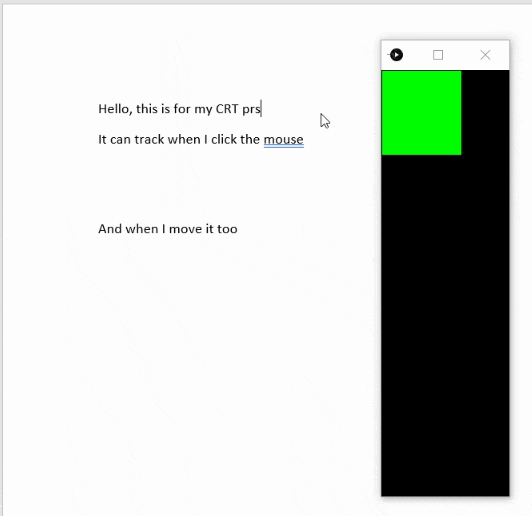 Hello, this is for my CRT prs
It can track when I click the mouse
And when I move it too